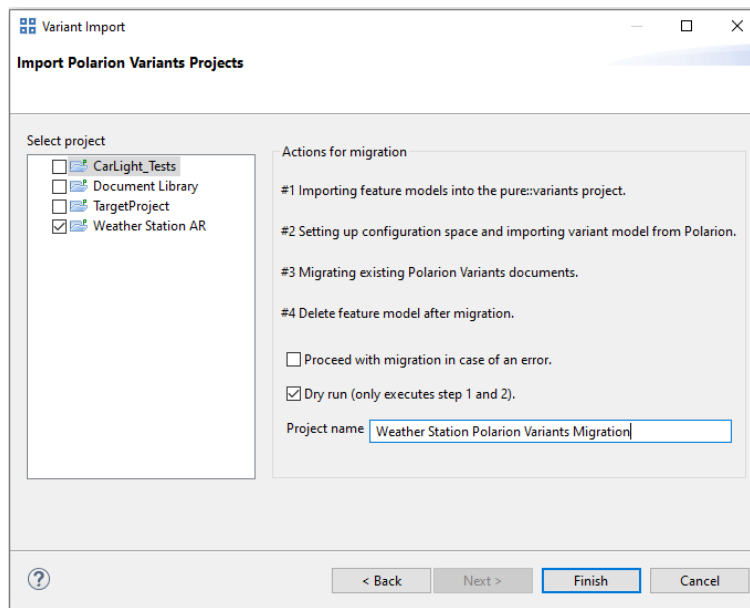 Variant Import
Import Polarion Variants Projects
Select project
CarLight_Tests
Document Library
TargetProject
Weather Station AR
Actions for migration
#1 Importing feature models into the pure::variants project.
#2 Setting up configuration space and importing variant model from Polarion.
#3 Migrating existing Polarion Variants documents.
#4 Delete feature model after migration.
Proceed with migration in case of an error.
Dry run (only executes step 1 and 2).
Project name Weather Station Polarion Variants Migration
? < Back Next > Finish Cancel